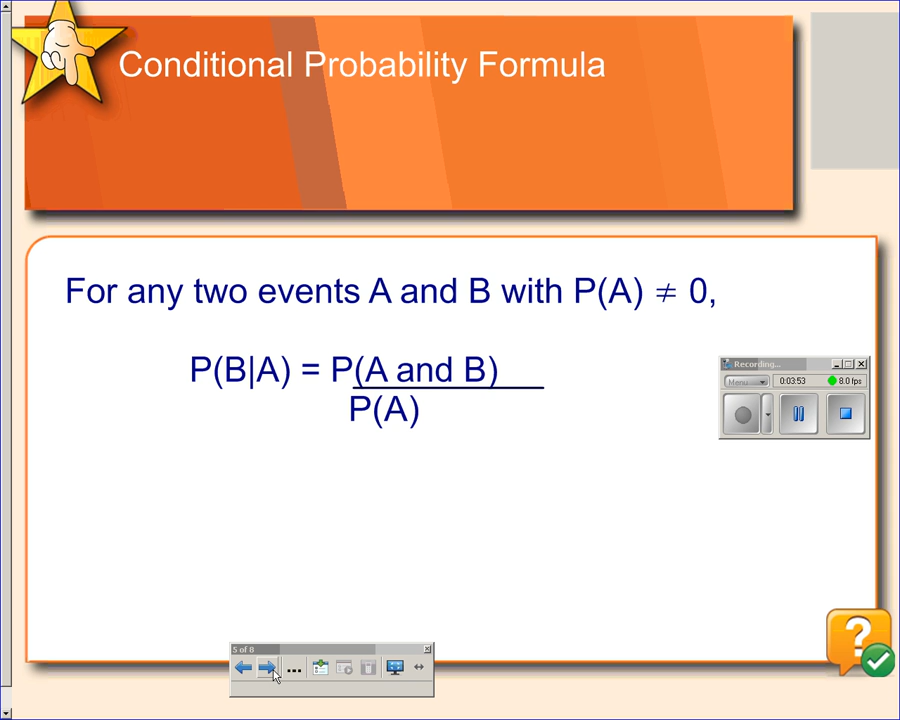 Conditional Probability Formula
For any two events A and B with P(A) ≠ 0,
P(B|A) = P(A and B)
P(A)
Recording...
Menu
0:03:53
8.0 fps
5 of 8